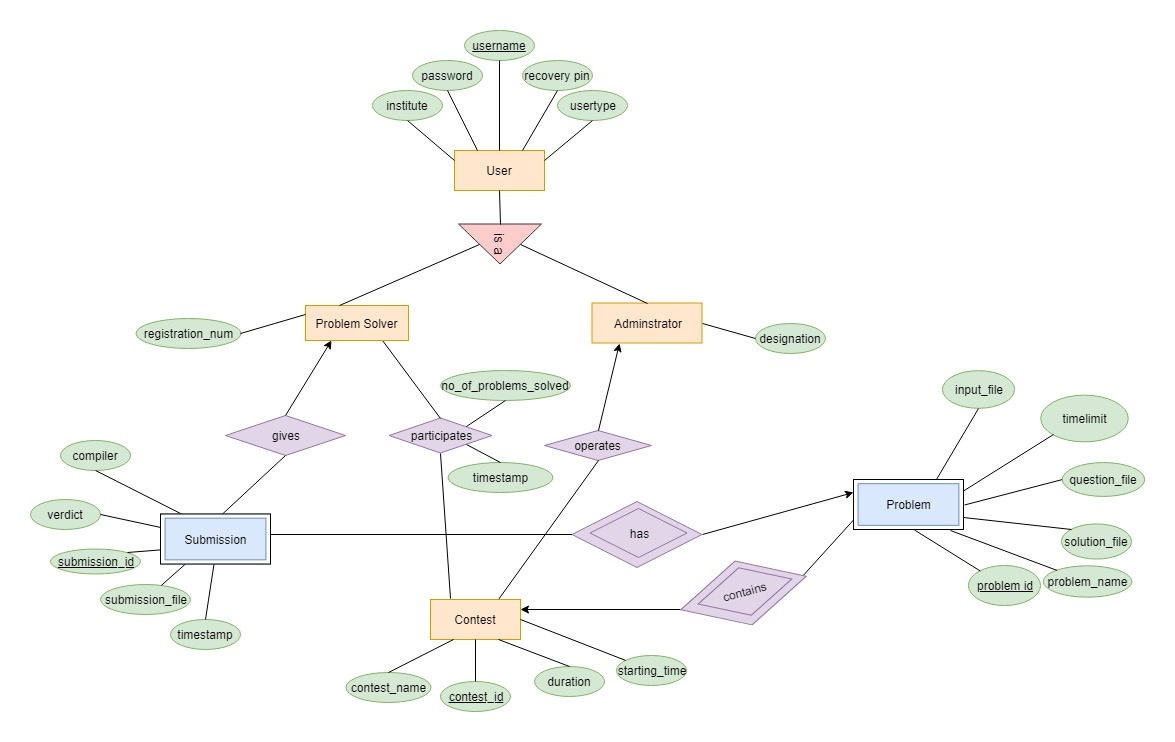 username
password
recovery pin
institute
usertype
User
is a
Problem Solver
Adminstrator
registration_num
designation
no_of_problems_solved
input_file
timelimit
gives
participates
operates
compiler
timestamp
question_file
Problem
verdict
Submission
has
solution_file
submission_id
problem id
problem_name
submission_file
contains
timestamp
Contest
starting_time
contest_name
contest_id
duration